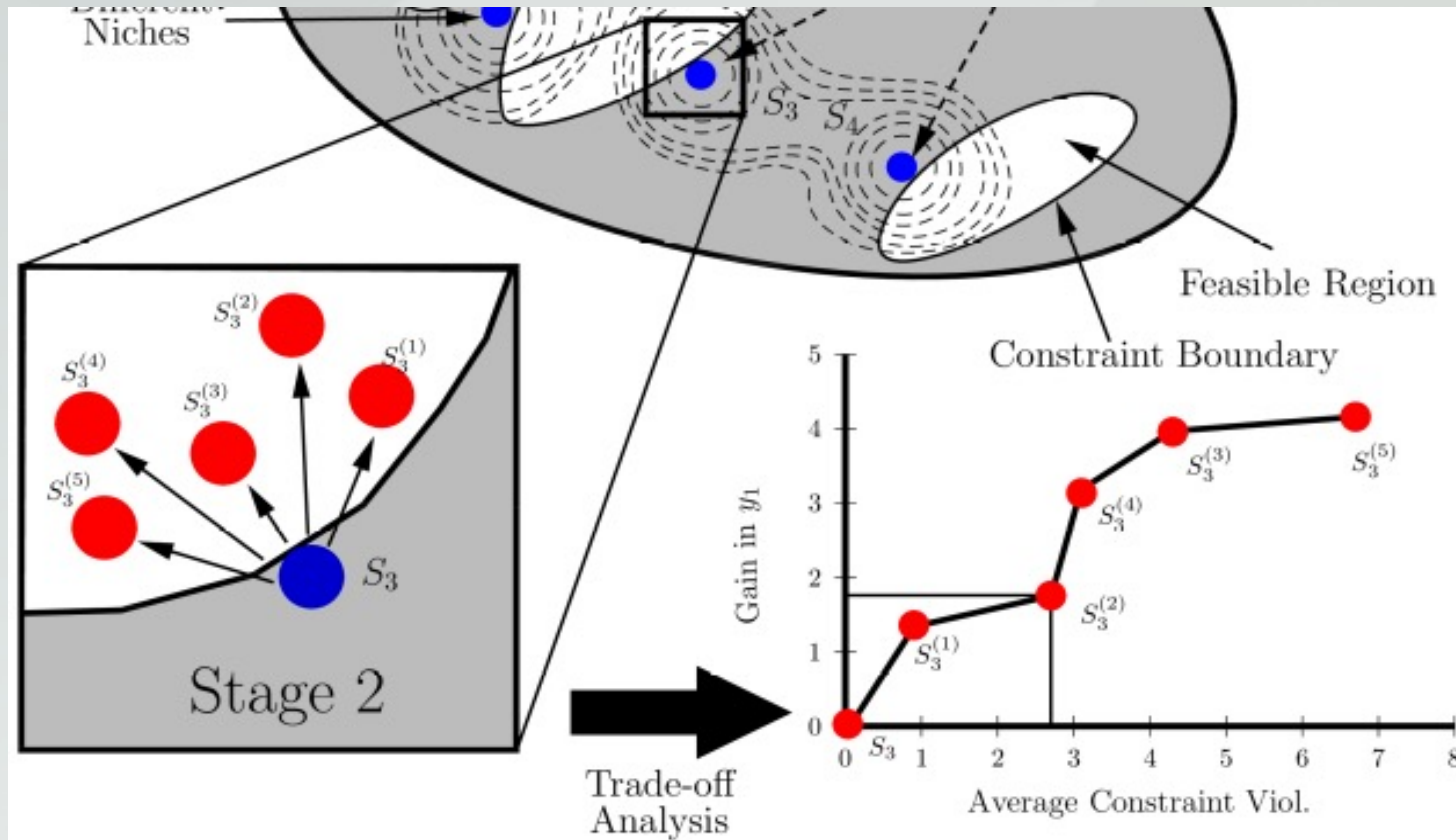 Niches
S₃
S₄
Feasible Region
Constraint Boundary
S₃⁽²⁾
S₃⁽¹⁾
S₃⁽⁴⁾
S₃⁽³⁾
S₃⁽⁵⁾
S₃
Stage 2
Trade-off
Analysis
Gain in y₁
5
4
3
2
1
0
S₃⁽³⁾
S₃⁽⁵⁾
S₃⁽⁴⁾
S₃⁽²⁾
S₃⁽¹⁾
S₃
0 1 2 3 4 5 6 7 8
Average Constraint Viol.